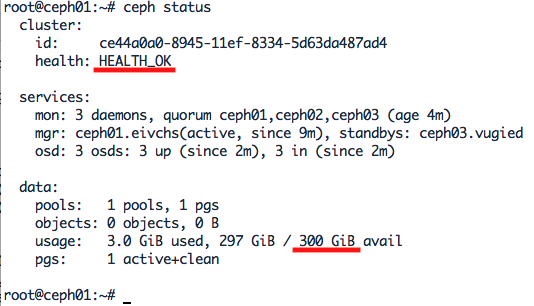 root@ceph01:~# ceph status
  cluster:
    id:     ce44a0a0-8945-11ef-8334-5d63da487ad4
    health: HEALTH_OK

  services:
    mon: 3 daemons, quorum ceph01,ceph02,ceph03 (age 4m)
    mgr: ceph01.eivchs(active, since 9m), standbys: ceph03.vugied
    osd: 3 osds: 3 up (since 2m), 3 in (since 2m)

  data:
    pools:   1 pools, 1 pgs
    objects: 0 objects, 0 B
    usage:   3.0 GiB used, 297 GiB / 300 GiB avail
    pgs:     1 active+clean

root@ceph01:~# _